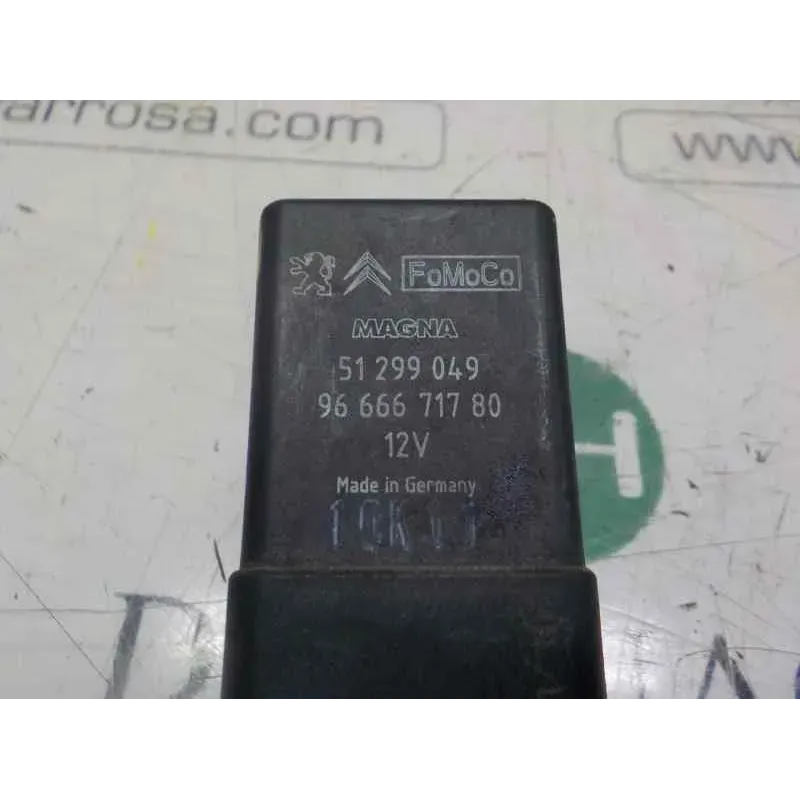 arrosa.com
www
FoMoCo
MAGNA
51 299 049
96 666 717 80
12V
Made in Germany